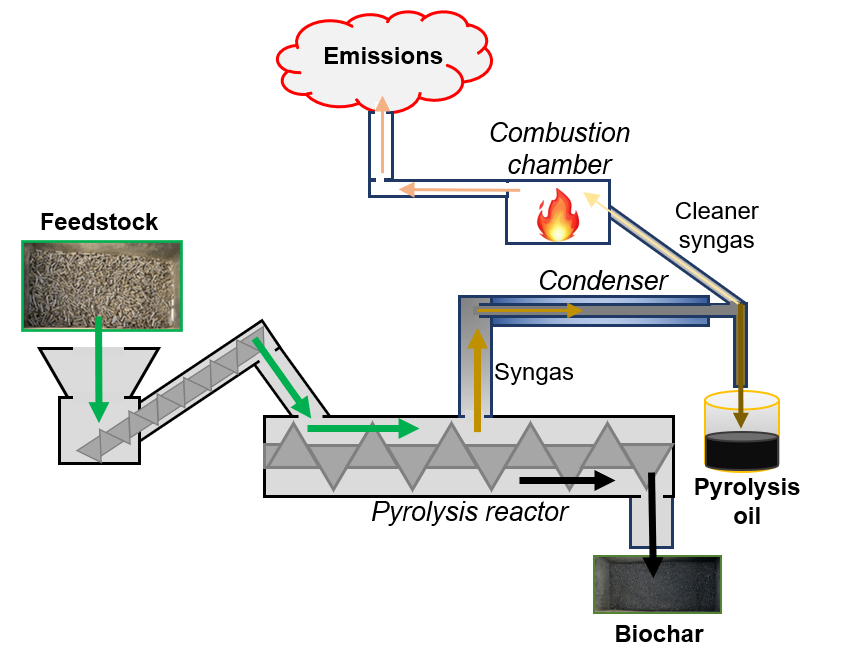 Emissions
Combustion
chamber
Cleaner
syngas
Feedstock
Condenser
Syngas
Pyrolysis reactor
Pyrolysis
oil
Biochar